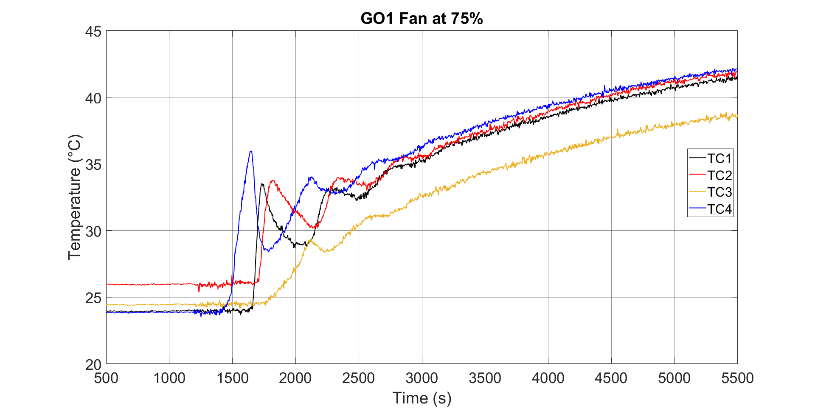 GO1 Fan at 75%
45
40
35
30
25
20
Temperature (°C)
TC1
TC2
TC3
TC4
500 1000 1500 2000 2500 3000 3500 4000 4500 5000 5500
Time (s)